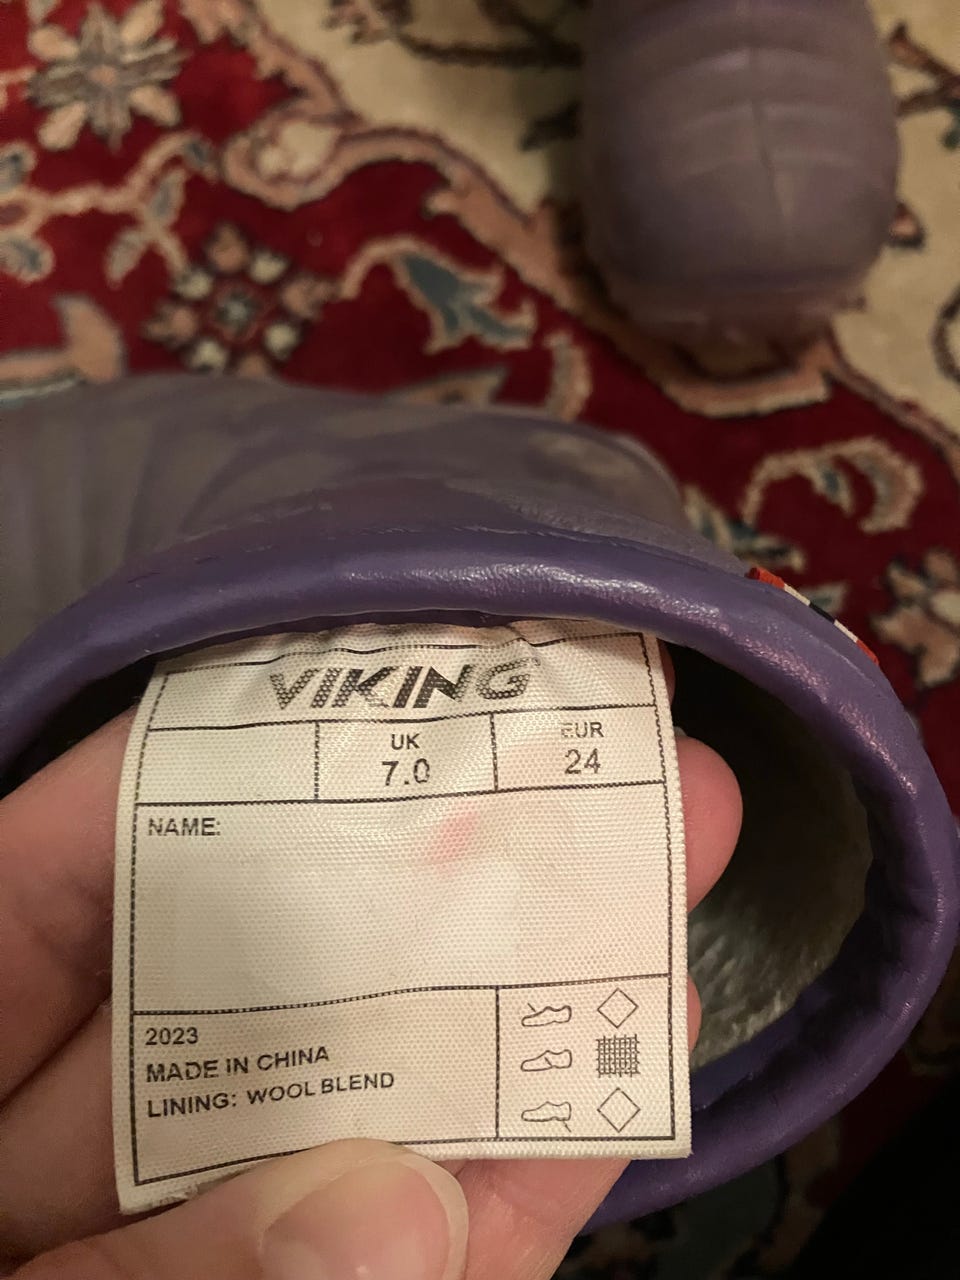 VIKING
UK
7.0
EUR
24
NAME:
2023
MADE IN CHINA
LINING: WOOL BLEND